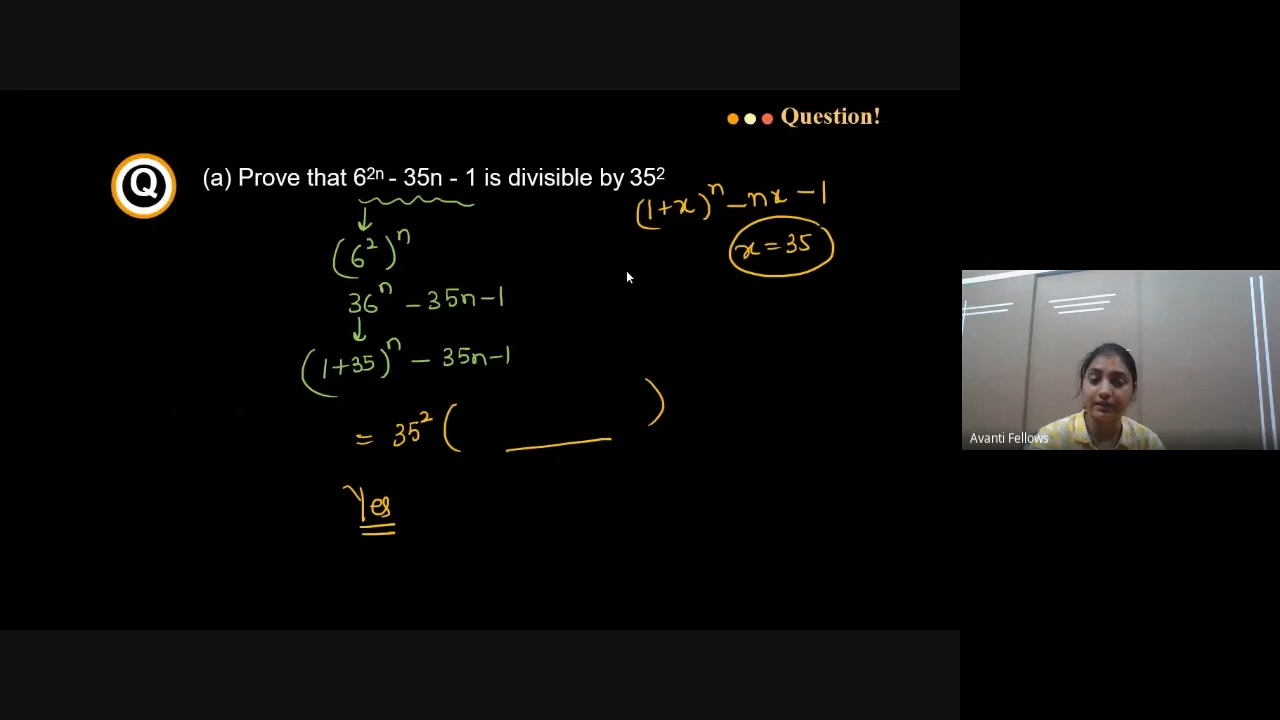 Question!
Q
(a) Prove that 6²ⁿ - 35n - 1 is divisible by 35²
(1+x)ⁿ - nx - 1
x = 35
(6²)ⁿ
36ⁿ - 35n - 1
(1+35)ⁿ - 35n - 1
= 35² ( ____ )
Yes
Avanti Fellows